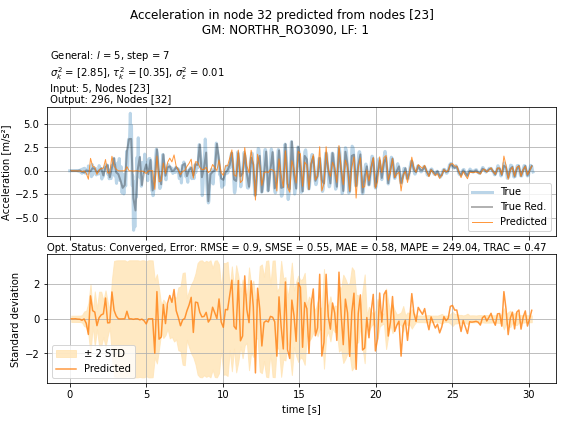 Acceleration in node 32 predicted from nodes [23]
GM: NORTHR_RO3090, LF: 1
General: l = 5, step = 7
σ²ₖ = [2.85], τ²ₖ = [0.35], σ²ε = 0.01
Input: 5, Nodes [23]
Output: 296, Nodes [32]
Acceleration [m/s²]
5.0
2.5
0.0
−2.5
−5.0
True
True Red.
Predicted
Opt. Status: Converged, Error: RMSE = 0.9, SMSE = 0.55, MAE = 0.58, MAPE = 249.04, TRAC = 0.47
Standard deviation
2
0
−2
± 2 STD
Predicted
0 5 10 15 20 25 30
time [s]